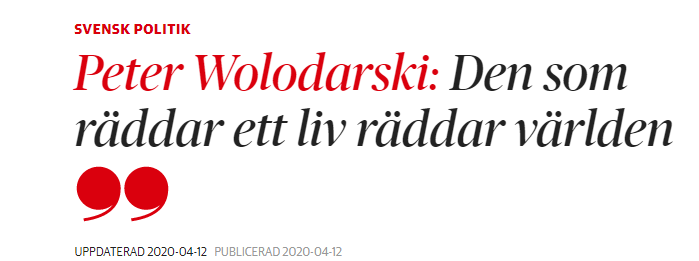 SVENSK POLITIK
Peter Wolodarski: Den som
räddar ett liv räddar världen
”
UPPDATERAD 2020-04-12 PUBLICERAD 2020-04-12